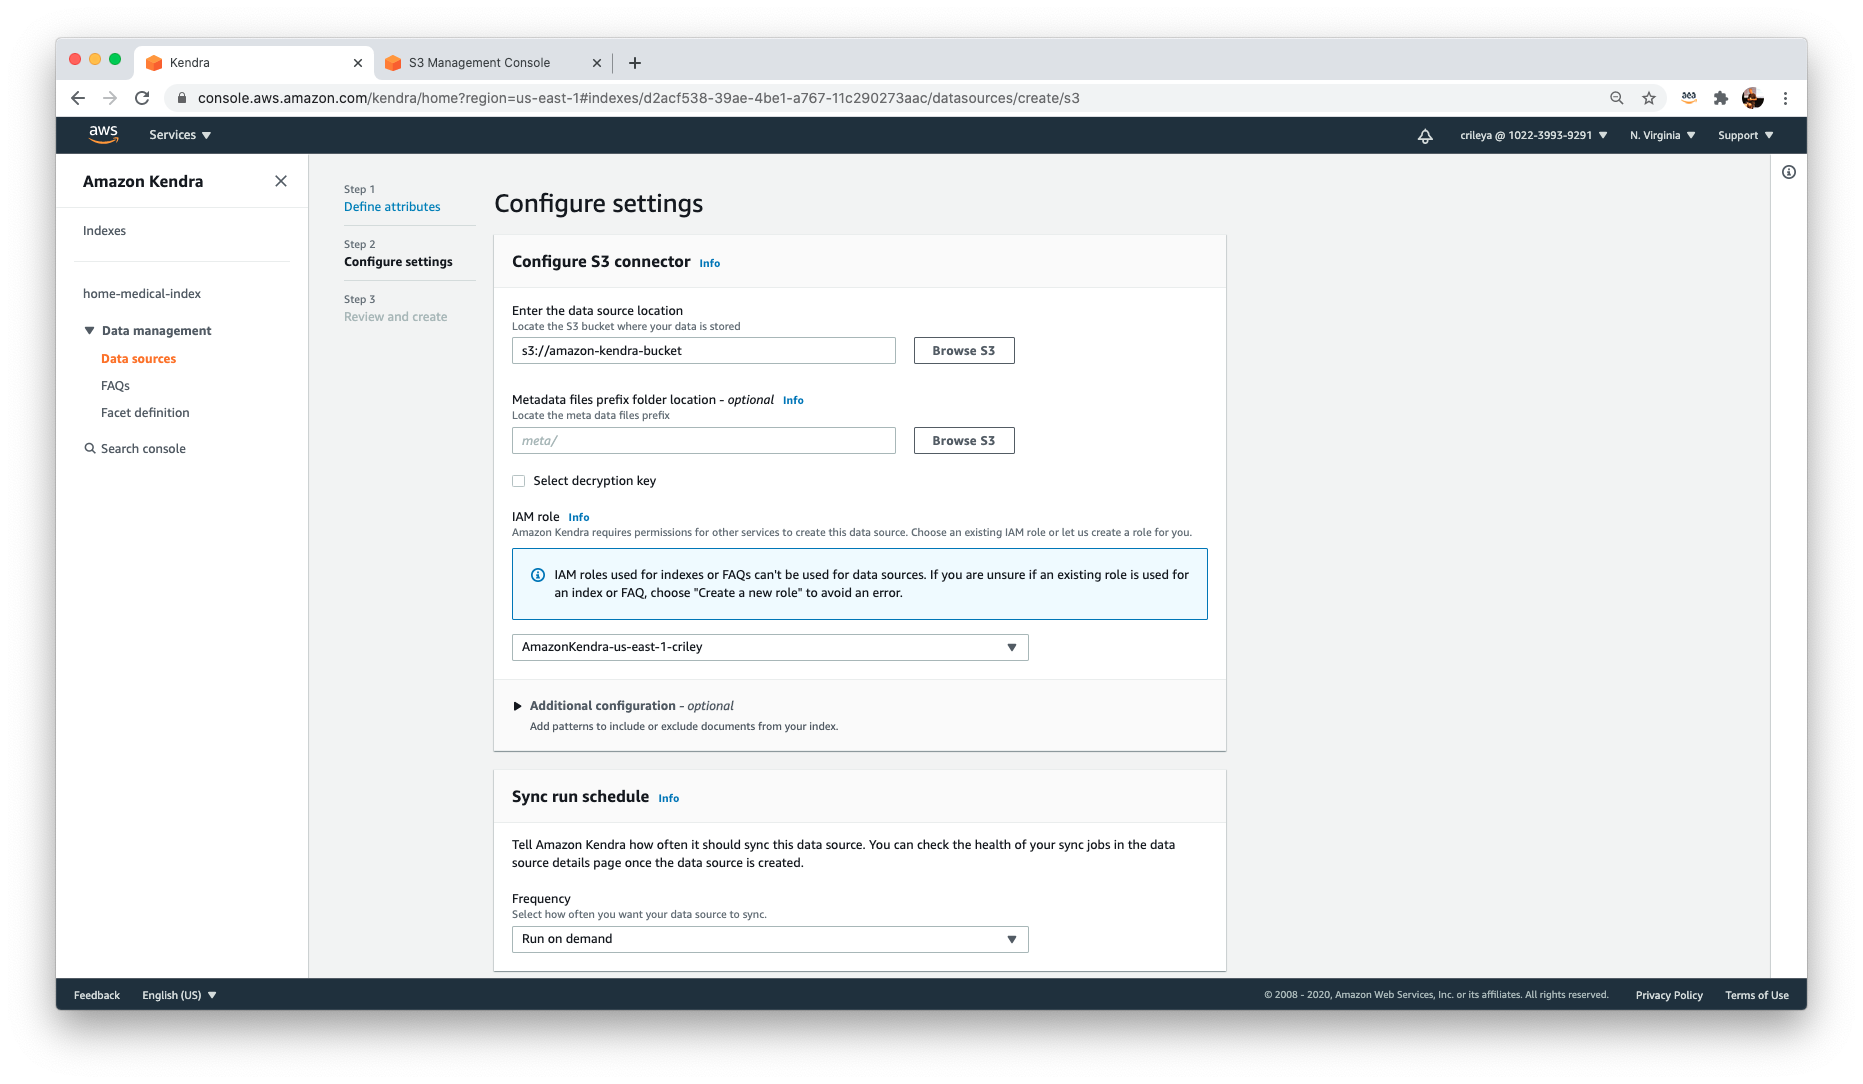 Kendra
S3 Management Console
console.aws.amazon.com/kendra/home?region=us-east-1#indexes/d2acf538-39ae-4be1-a767-11c290273aac/datasources/create/s3
aws
Services
crileya @ 1022-3993-9291
N. Virginia
Support
Amazon Kendra
Indexes
home-medical-index
Data management
Data sources
FAQs
Facet definition
Search console
Step 1
Define attributes
Step 2
Configure settings
Step 3
Review and create
Configure settings
Configure S3 connector Info
Enter the data source location
Locate the S3 bucket where your data is stored
s3://amazon-kendra-bucket
Browse S3
Metadata files prefix folder location - optional Info
Locate the meta data files prefix
meta/
Browse S3
Select decryption key
IAM role Info
Amazon Kendra requires permissions for other services to create this data source. Choose an existing IAM role or let us create a role for you.
IAM roles used for indexes or FAQs can't be used for data sources. If you are unsure if an existing role is used for
an index or FAQ, choose "Create a new role" to avoid an error.
AmazonKendra-us-east-1-criley
Additional configuration - optional
Add patterns to include or exclude documents from your index.
Sync run schedule Info
Tell Amazon Kendra how often it should sync this data source. You can check the health of your sync jobs in the data
source details page once the data source is created.
Frequency
Select how often you want your data source to sync.
Run on demand
Feedback
English (US)
© 2008 - 2020, Amazon Web Services, Inc. or its affiliates. All rights reserved.
Privacy Policy
Terms of Use